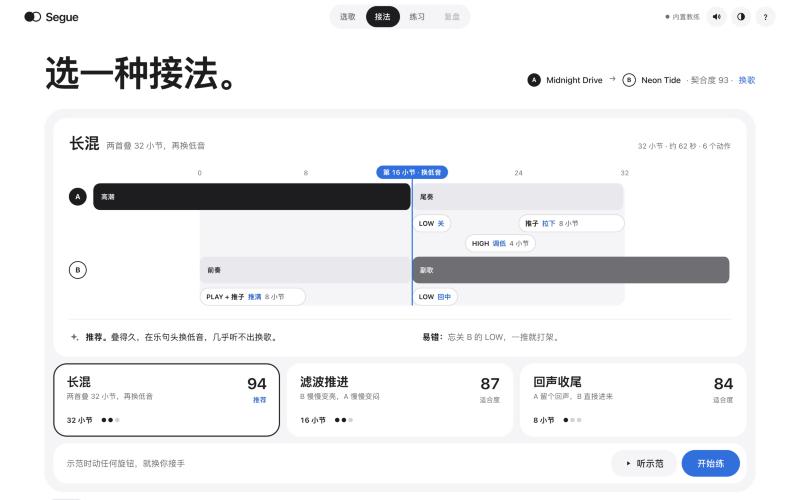 Segue
选歌 接法 练习 复盘
内置教练 ?
选一种接法。
A Midnight Drive → B Neon Tide · 契合度 93 · 换歌
长混 两首叠 32 小节，再换低音
32 小节 · 约 62 秒 · 6 个动作
0 8 第 16 小节 · 换低音 24 32
A 高潮 尾奏
LOW 关 推子 拉下 8 小节
HIGH 调低 4 小节
B 前奏 副歌
PLAY + 推子 推满 8 小节 LOW 回中
推荐。叠得久，在乐句头换低音，几乎听不出换歌。
易错： 忘关 B 的 LOW，一推就打架。
长混 94
两首叠 32 小节，再换低音 推荐
32 小节
滤波推进 87
B 慢慢变亮，A 慢慢变闷 适合度
16 小节
回声收尾 84
A 留个回声，B 直接进来 适合度
8 小节
示范时动任何旋钮，就换你接手
听示范 开始练